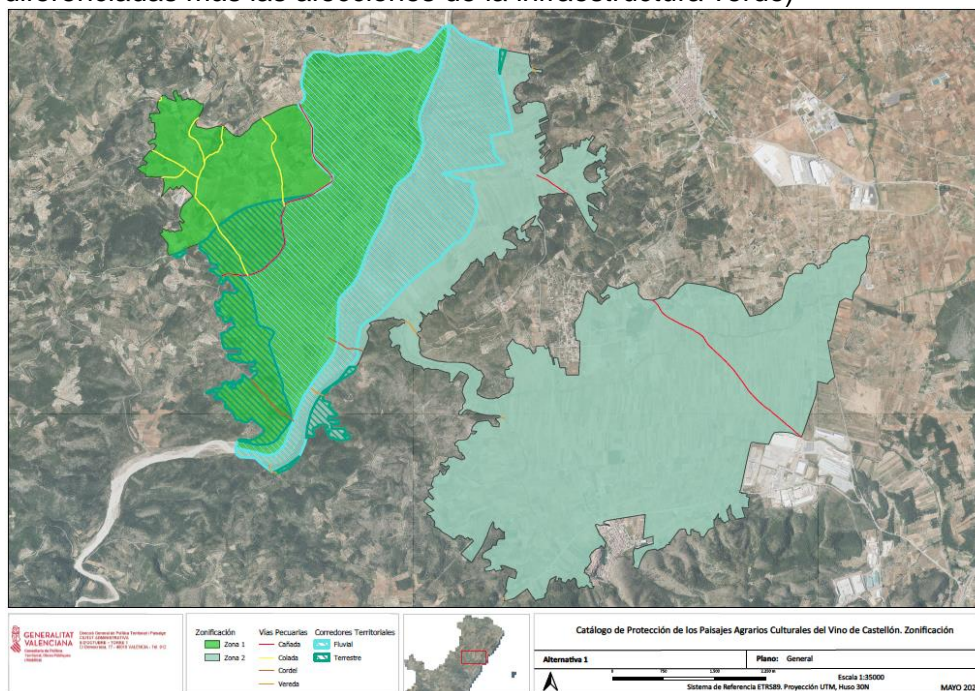 diferenciadas más las afecciones de la infraestructura verde)
GENERALITAT
VALENCIANA
Zonificación
Zona 1
Zona 2
Vías Pecuarias
Cañada
Colada
Cordel
Vereda
Corredores Territoriales
Fluvial
Terrestre
Catálogo de Protección de los Paisajes Agrarios Culturales del Vino de Castellón. Zonificación
Alternativa 1
Plano: General
Escala 1:35000
Sistema de Referencia ETRS89. Proyección UTM, Huso 30N